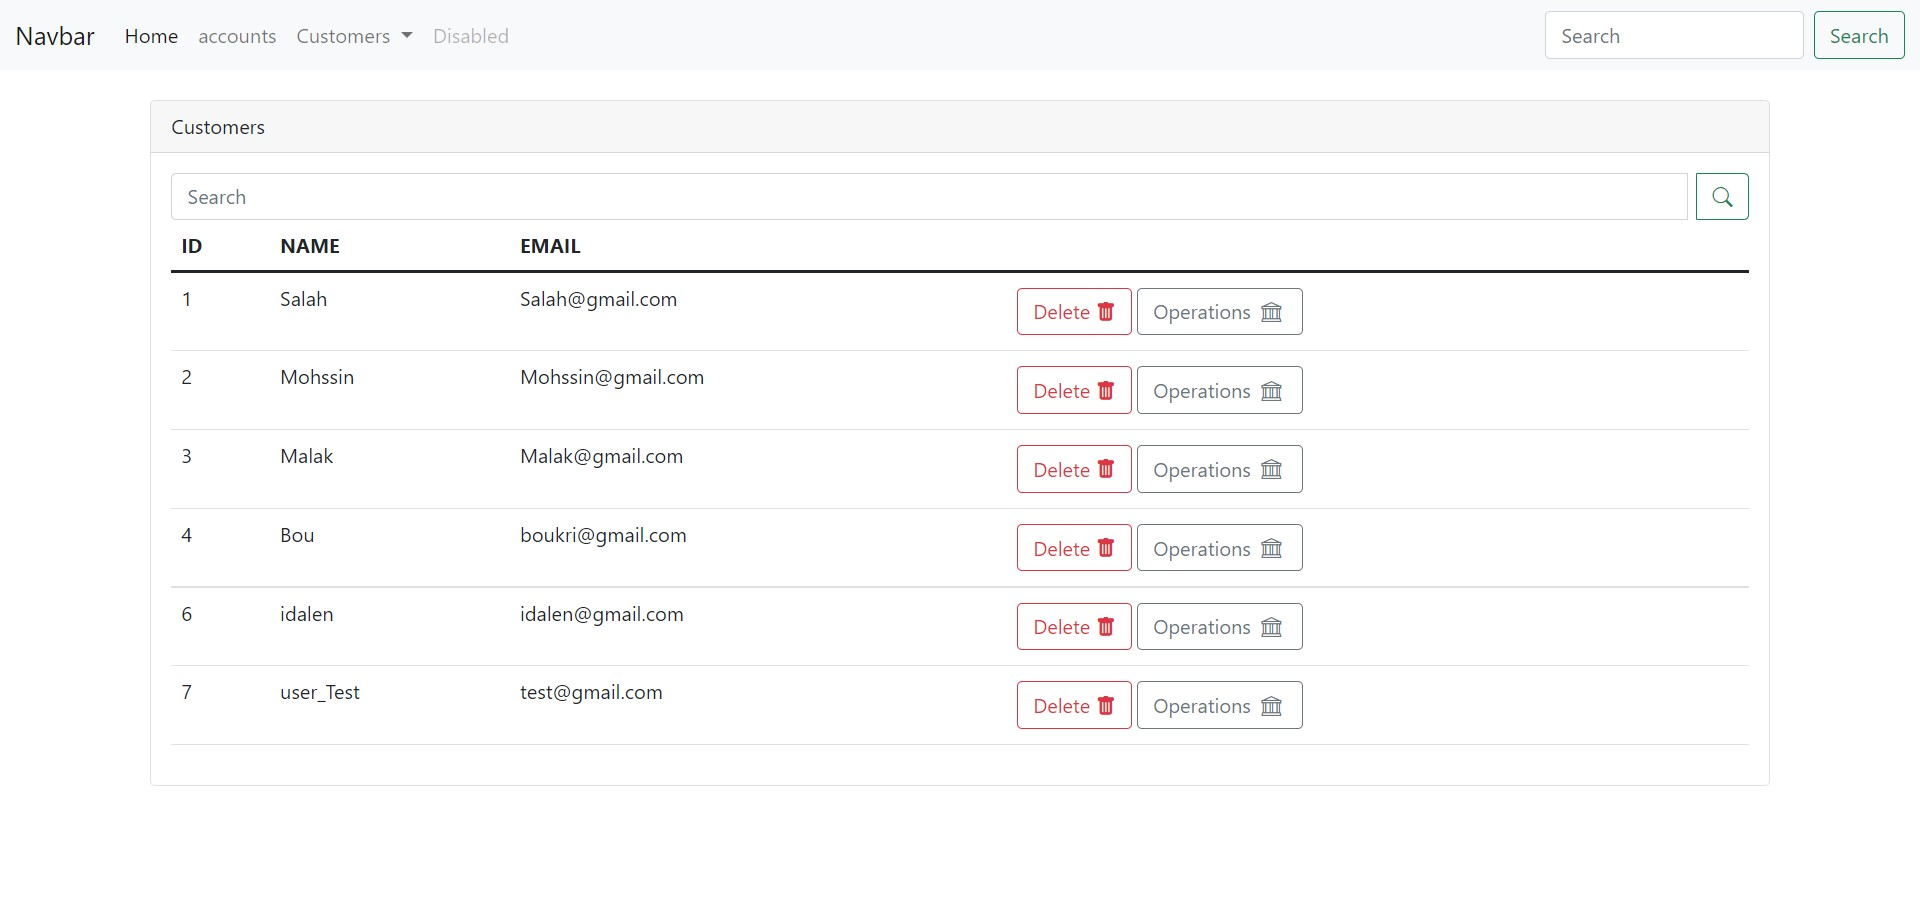 Navbar Home accounts Customers Disabled Search Search
Customers
Search
ID NAME EMAIL
1 Salah Salah@gmail.com Delete Operations
2 Mohssin Mohssin@gmail.com Delete Operations
3 Malak Malak@gmail.com Delete Operations
4 Bou boukri@gmail.com Delete Operations
6 idalen idalen@gmail.com Delete Operations
7 user_Test test@gmail.com Delete Operations